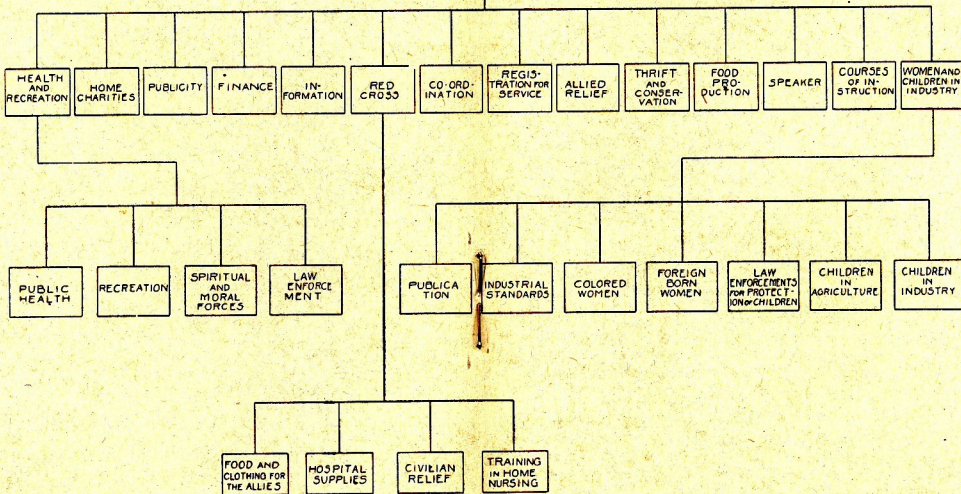 HEALTH
AND
RECREATION
HOME
CHARITIES
PUBLICITY
FINANCE
IN-
FORMATION
RED
CROSS
CO-ORD-
INATION
REGIS-
TRATION FOR
SERVICE
ALLIED
RELIEF
THRIFT
AND
CONSER-
VATION
FOOD
PRO-
DUCTION
SPEAKER
COURSES
OF IN-
STRUCTION
WOMEN AND
CHILDREN IN
INDUSTRY
PUBLIC
HEALTH
RECREATION
SPIRITUAL
AND
MORAL
FORCES
LAW
ENFORCE
MENT
PUBLICA
TION
INDUSTRIAL
STANDARDS
COLORED
WOMEN
FOREIGN
BORN
WOMEN
LAW
ENFORCEMENTS
FOR PROTECT-
ION OF CHILDREN
CHILDREN
IN
AGRICULTURE
CHILDREN
IN
INDUSTRY
FOOD AND
CLOTHING FOR
THE ALLIES
HOSPITAL
SUPPLIES
CIVILIAN
RELIEF
TRAINING
IN HOME
NURSING